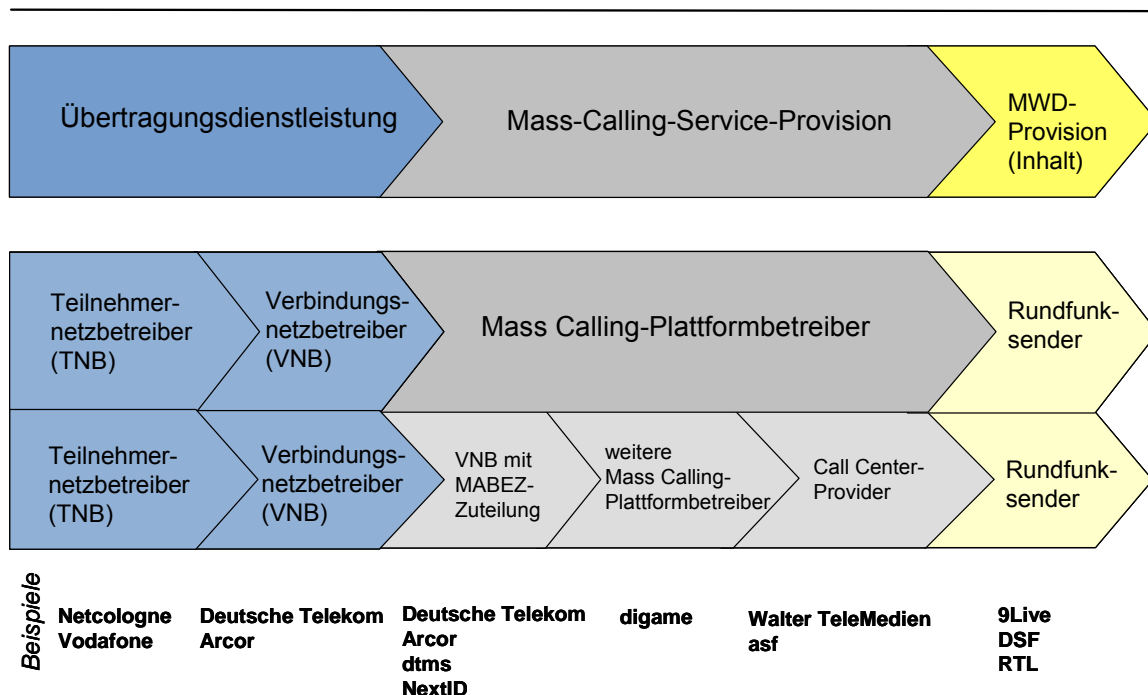 Übertragungsdienstleistung
Mass-Calling-Service-Provision
MWD-
Provision
(Inhalt)
Teilnehmer-
netzbetreiber
(TNB)
Verbindungs-
netzbetreiber
(VNB)
Mass Calling-Plattformbetreiber
Rundfunk-
sender
Teilnehmer-
netzbetreiber
(TNB)
Verbindungs-
netzbetreiber
(VNB)
VNB mit
MABEZ-
Zuteilung
weitere
Mass Calling-
Plattformbetreiber
Call Center-
Provider
Rundfunk-
sender
Beispiele
Netcologne
Vodafone
Deutsche Telekom
Arcor
Deutsche Telekom
Arcor
dtms
NextID
digame
Walter TeleMedien
asf
9Live
DSF
RTL